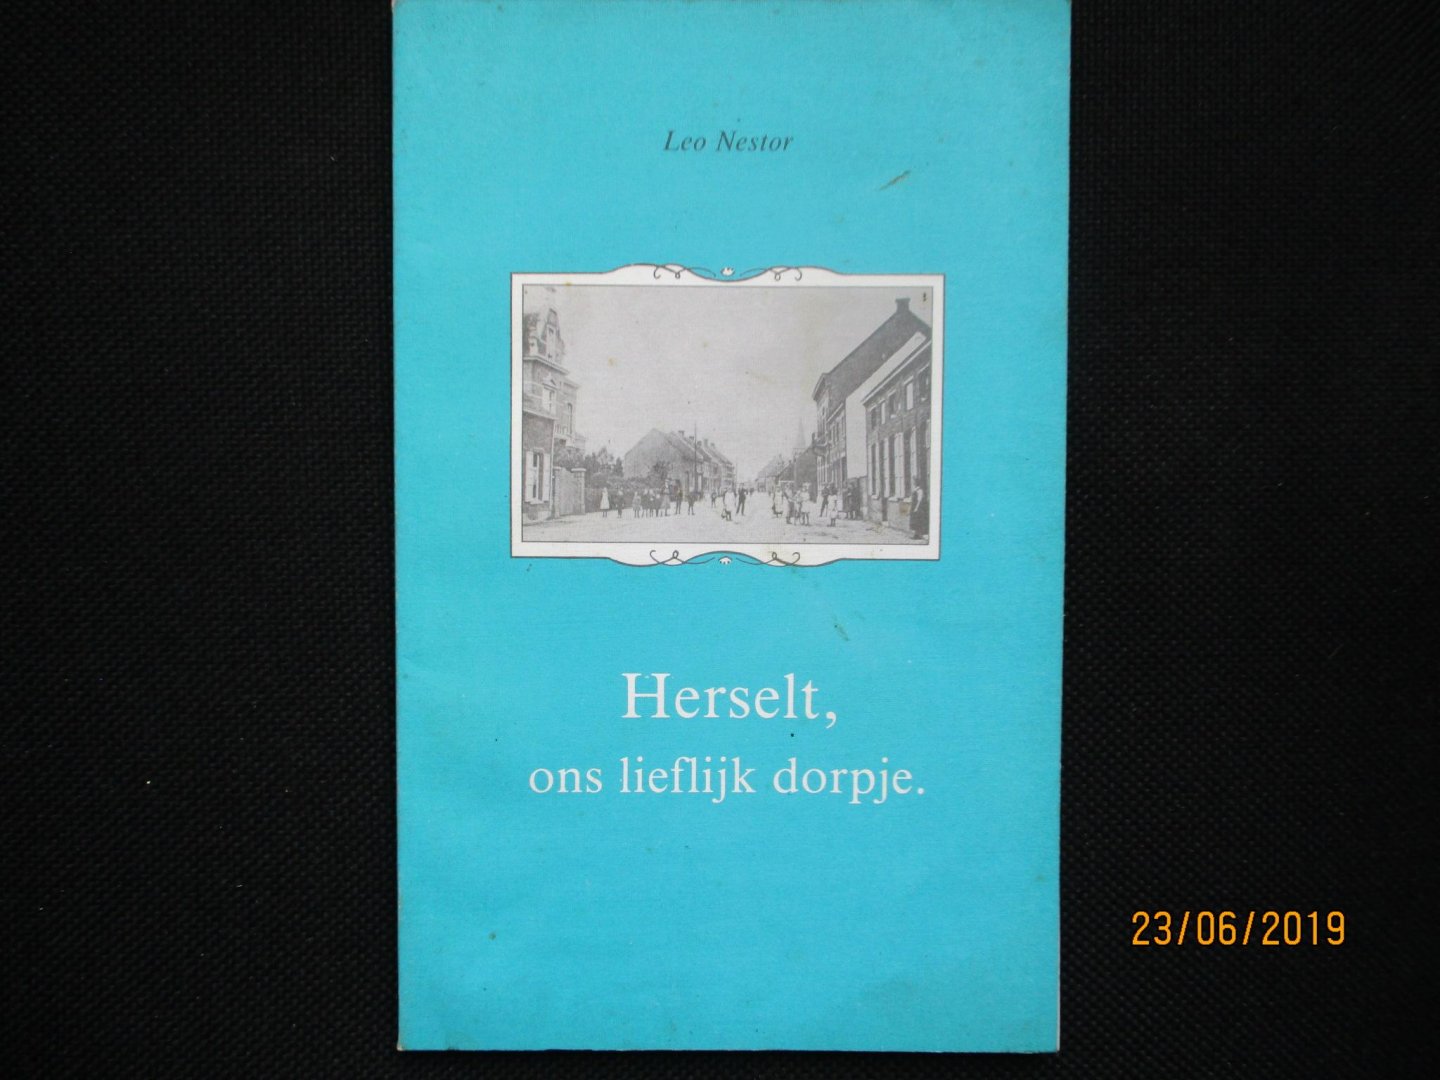 Leo Nestor
Herselt,
ons lieflijk dorpje.
23/06/2019